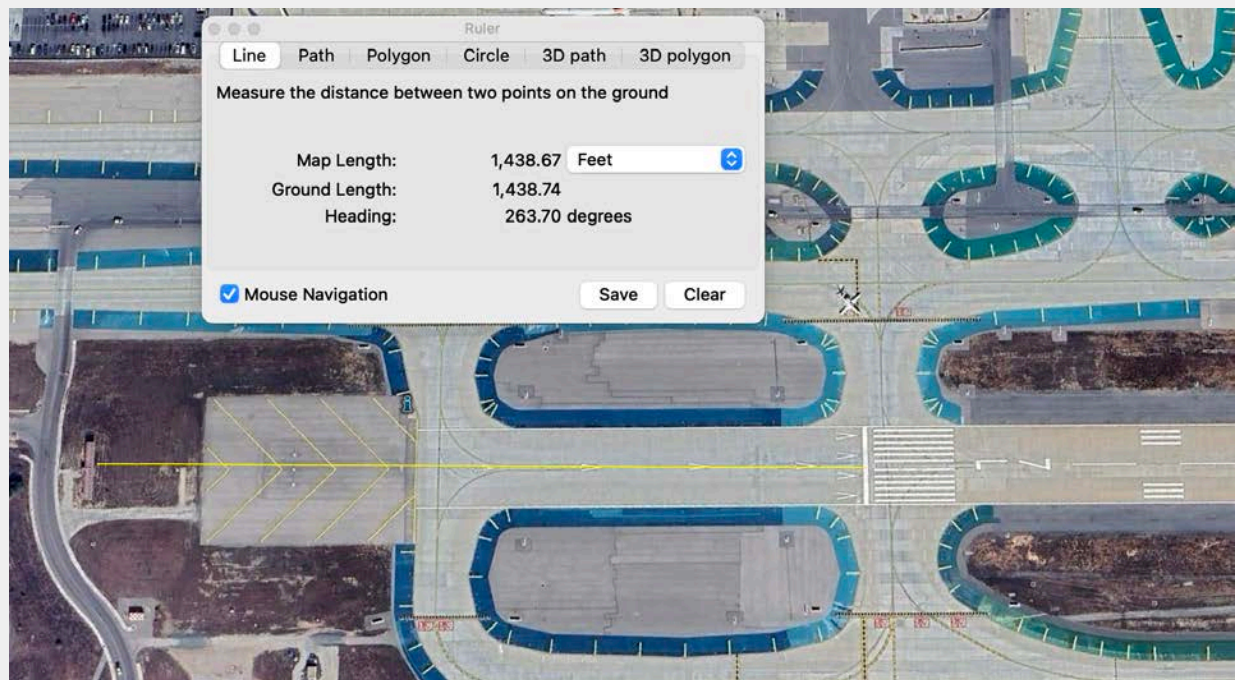 Ruler
Line Path Polygon Circle 3D path 3D polygon
Measure the distance between two points on the ground
Map Length: 1,438.67 Feet
Ground Length: 1,438.74
Heading: 263.70 degrees
Mouse Navigation Save Clear